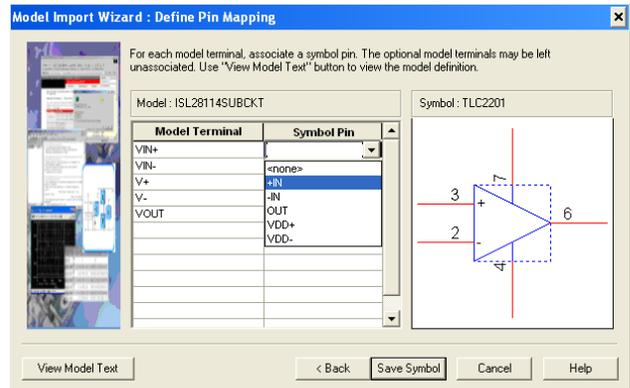 Model Import Wizard : Define Pin Mapping
For each model terminal, associate a symbol pin. The optional model terminals may be left
unassociated. Use "View Model Text" button to view the model definition.
Model : ISL28114SUBCKT
Symbol : TLC2201
Model Terminal Symbol Pin
VIN+
VIN-
V+
V-
VOUT
<none>
+IN
-IN
OUT
VDD+
VDD-
3
+
2
-
7
4
6
View Model Text
< Back
Save Symbol
Cancel
Help